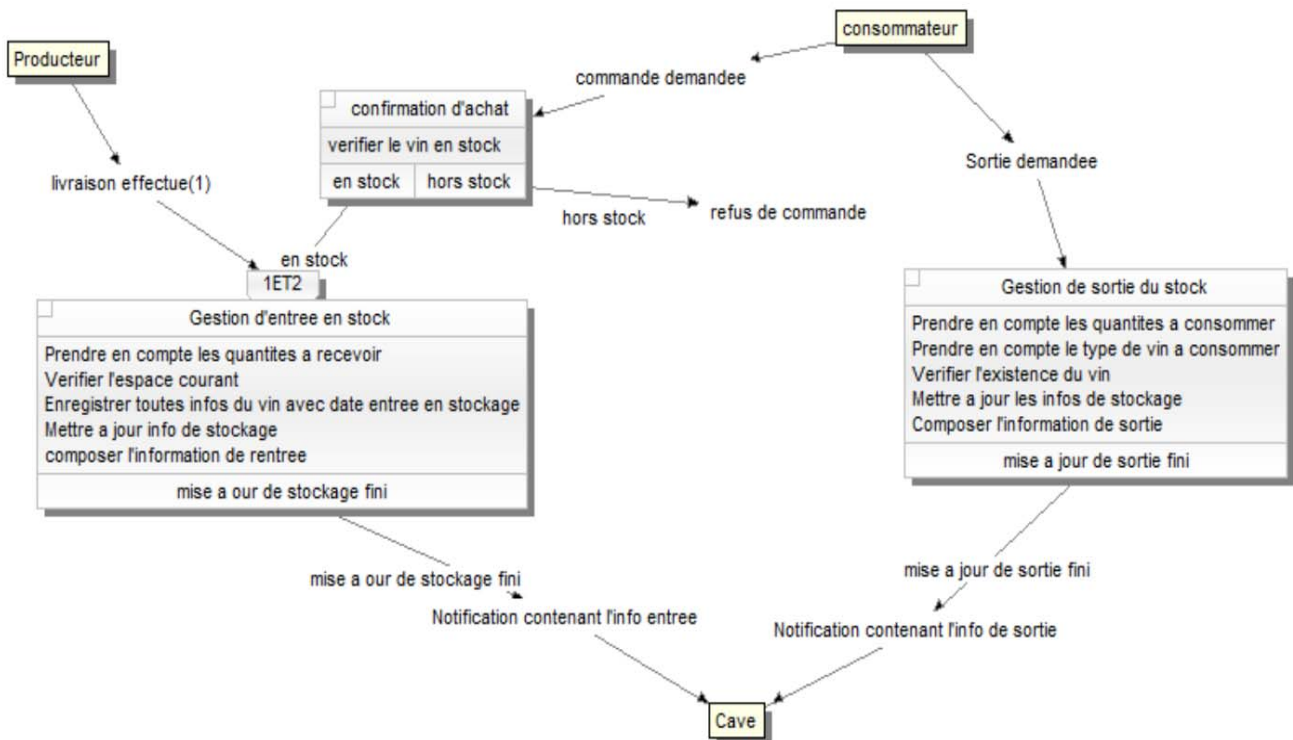 consommateur
Producteur
commande demandee
confirmation d'achat
verifier le vin en stock
en stock
hors stock
Sortie demandee
livraison effectue(1)
hors stock
refus de commande
en stock
1ET2
Gestion d'entree en stock
Prendre en compte les quantites a recevoir
Verifier l'espace courant
Enregistrer toutes infos du vin avec date entree en stockage
Mettre a jour info de stockage
composer l'information de rentree
mise a our de stockage fini
Gestion de sortie du stock
Prendre en compte les quantites a consommer
Prendre en compte le type de vin a consommer
Verifier l'existence du vin
Mettre a jour les infos de stockage
Composer l'information de sortie
mise a jour de sortie fini
mise a our de stockage fini
mise a jour de sortie fini
Notification contenant l'info entree
Notification contenant l'info de sortie
Cave